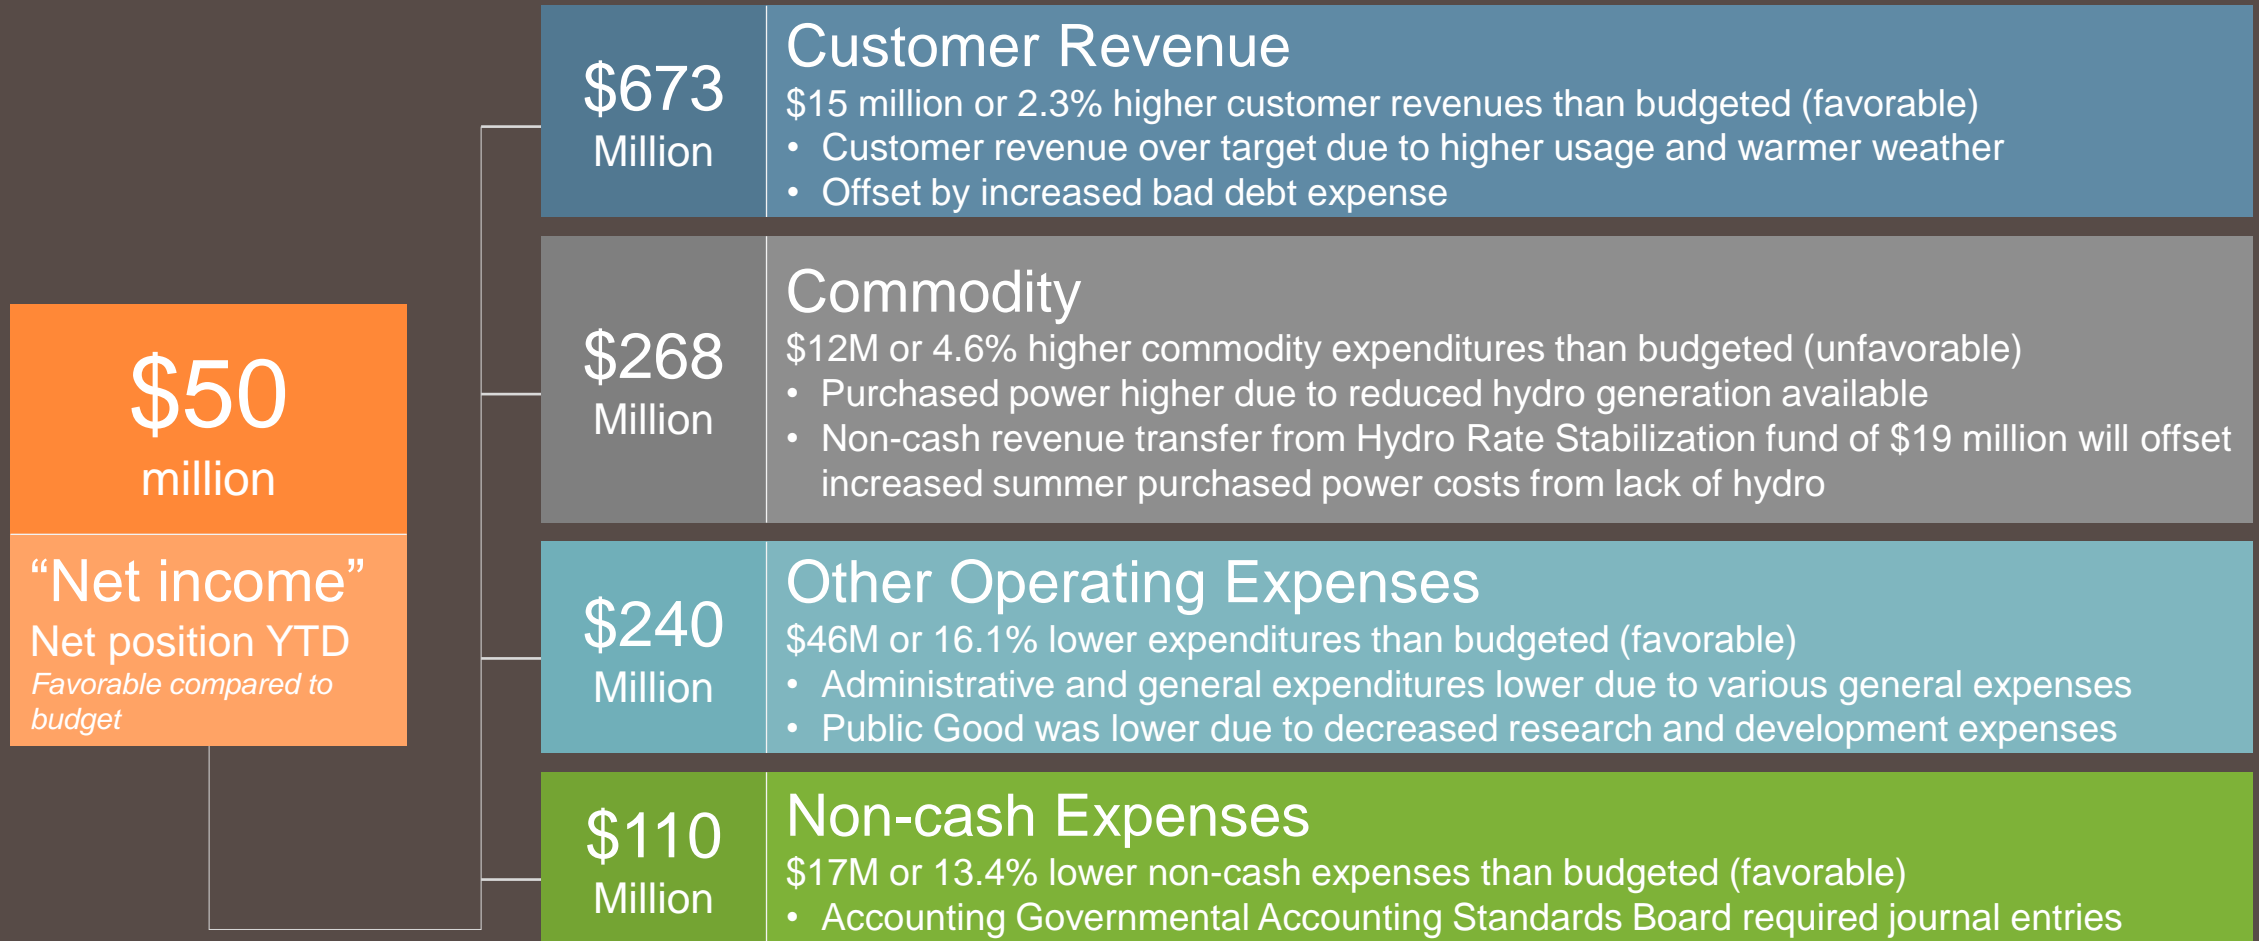 $50
million
“Net income”
Net position YTD
Favorable compared to
budget
$673
Million
Customer Revenue
$15 million or 2.3% higher customer revenues than budgeted (favorable)
• Customer revenue over target due to higher usage and warmer weather
• Offset by increased bad debt expense
$268
Million
Commodity
$12M or 4.6% higher commodity expenditures than budgeted (unfavorable)
• Purchased power higher due to reduced hydro generation available
• Non-cash revenue transfer from Hydro Rate Stabilization fund of $19 million will offset
increased summer purchased power costs from lack of hydro
$240
Million
Other Operating Expenses
$46M or 16.1% lower expenditures than budgeted (favorable)
• Administrative and general expenditures lower due to various general expenses
• Public Good was lower due to decreased research and development expenses
$110
Million
Non-cash Expenses
$17M or 13.4% lower non-cash expenses than budgeted (favorable)
• Accounting Governmental Accounting Standards Board required journal entries